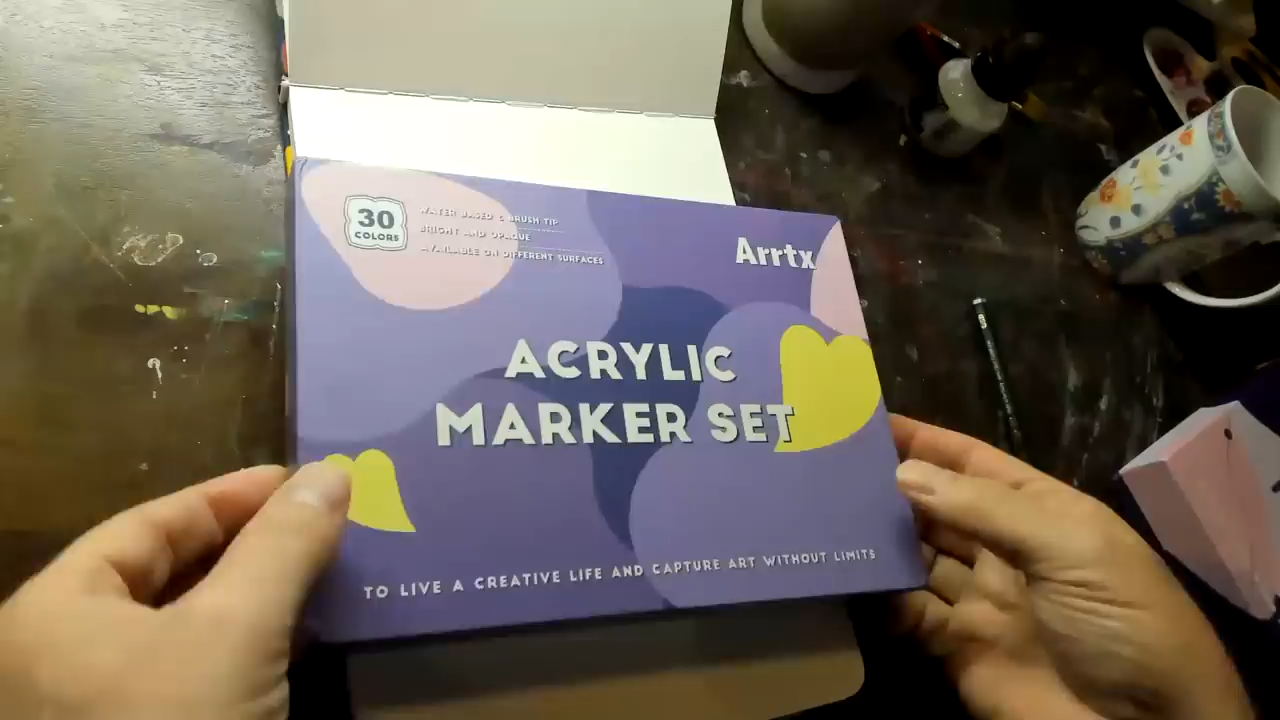 30
COLORS
WATER BASED & BRUSH TIP
BRIGHT AND OPAQUE
AVAILABLE ON DIFFERENT SURFACES
Arrtx
ACRYLIC
MARKER SET
TO LIVE A CREATIVE LIFE AND CAPTURE ART WITHOUT LIMITS